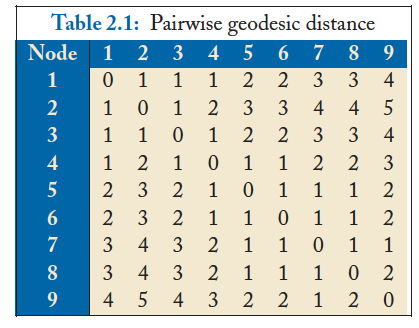 Table 2.1: Pairwise geodesic distance
Node 1 2 3 4 5 6 7 8 9
1 0 1 1 1 2 2 3 3 4
2 1 0 1 2 3 3 4 4 5
3 1 1 0 1 2 2 3 3 4
4 1 2 1 0 1 1 2 2 3
5 2 3 2 1 0 1 1 1 2
6 2 3 2 1 1 0 1 1 2
7 3 4 3 2 1 1 0 1 1
8 3 4 3 2 1 1 1 0 2
9 4 5 4 3 2 2 1 2 0